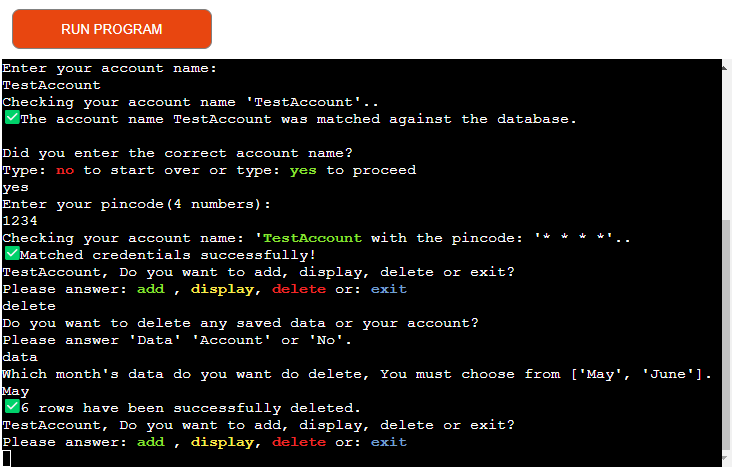 RUN PROGRAM
Enter your account name:
TestAccount
Checking your account name 'TestAccount'..
✅The account name TestAccount was matched against the database.
Did you enter the correct account name?
Type: no to start over or type: yes to proceed
yes
Enter your pincode(4 numbers):
1234
Checking your account name: 'TestAccount with the pincode: '* * * *'..
✅Matched credentials successfully!
TestAccount, Do you want to add, display, delete or exit?
Please answer: add , display, delete or: exit
delete
Do you want to delete any saved data or your account?
Please answer 'Data' 'Account' or 'No'.
data
Which month's data do you want do delete, You must choose from ['May', 'June'].
May
✅6 rows have been successfully deleted.
TestAccount, Do you want to add, display, delete or exit?
Please answer: add , display, delete or: exit